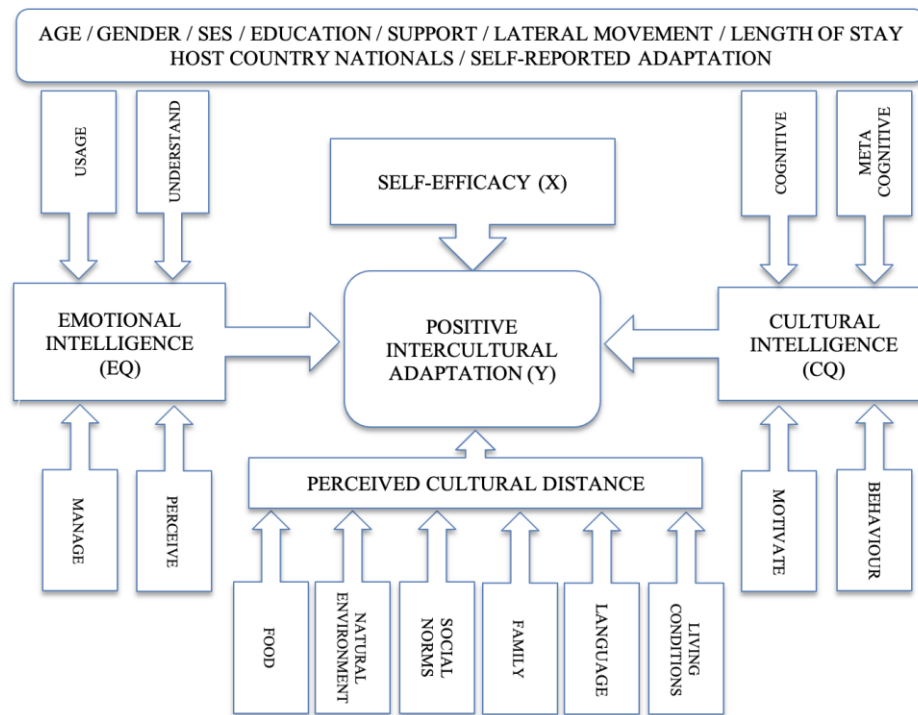 AGE / GENDER / SES / EDUCATION / SUPPORT / LATERAL MOVEMENT / LENGTH OF STAY
HOST COUNTRY NATIONALS / SELF-REPORTED ADAPTATION
USAGE
UNDERSTAND
SELF-EFFICACY (X)
COGNITIVE
META
COGNITIVE
EMOTIONAL
INTELLIGENCE
(EQ)
POSITIVE
INTERCULTURAL
ADAPTATION (Y)
CULTURAL
INTELLIGENCE
(CQ)
MANAGE
PERCEIVE
PERCEIVED CULTURAL DISTANCE
MOTIVATE
BEHAVIOUR
FOOD
NATURAL
ENVIRONMENT
SOCIAL
NORMS
FAMILY
LANGUAGE
LIVING
CONDITIONS